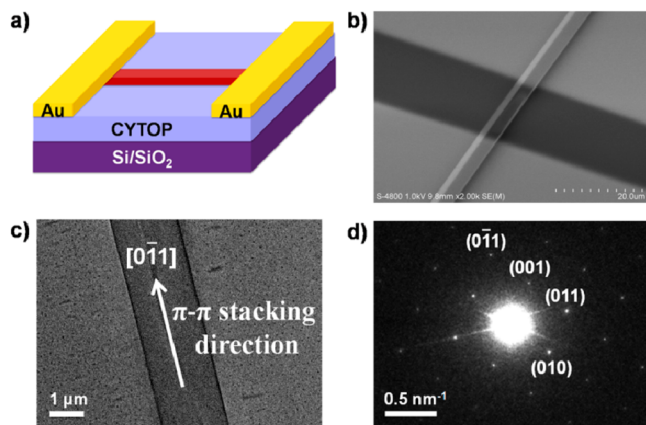 a)
Au
Au
CYTOP
Si/SiO₂
b)
S-4800 1.0kV 9.8mm x2.00k SE(M)
20.0um
c)
[01̅1]
π-π stacking
direction
1 μm
d)
(01̅1)
(001)
(011)
(010)
0.5 nm⁻¹